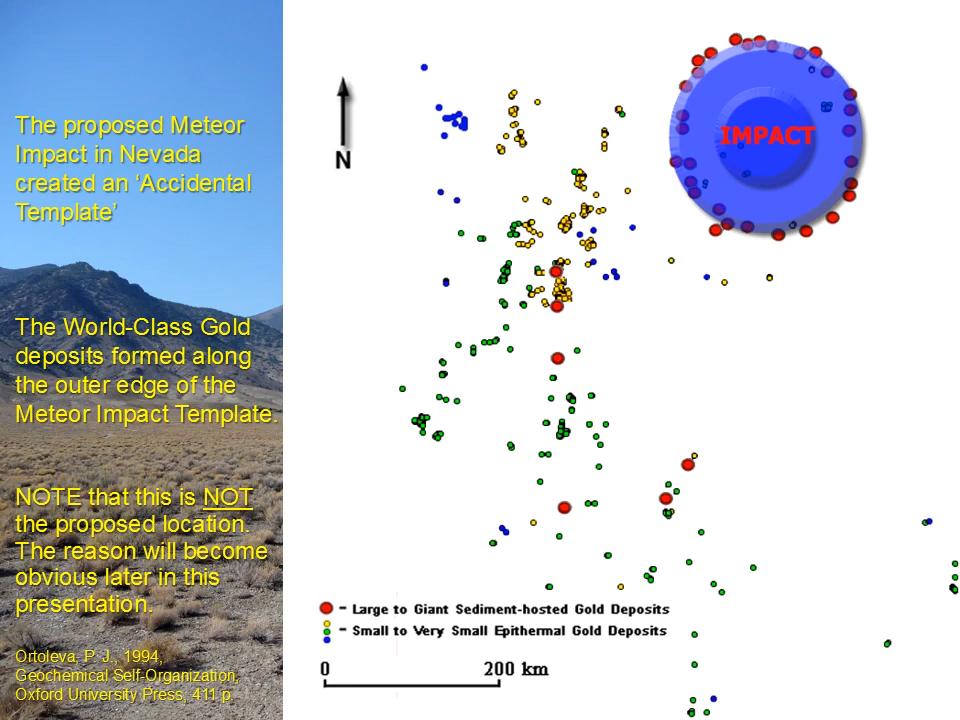 The proposed Meteor
Impact in Nevada
created an ‘Accidental
Template’
The World-Class Gold
deposits formed along
the outer edge of the
Meteor Impact Template.
NOTE that this is NOT
the proposed location.
The reason will become
obvious later in this
presentation.
Ortoleva, P. J., 1994,
Geochemical Self-Organization,
Oxford University Press, 411 p.
N
IMPACT
- Large to Giant Sediment-hosted Gold Deposits
- Small to Very Small Epithermal Gold Deposits
0 200 km